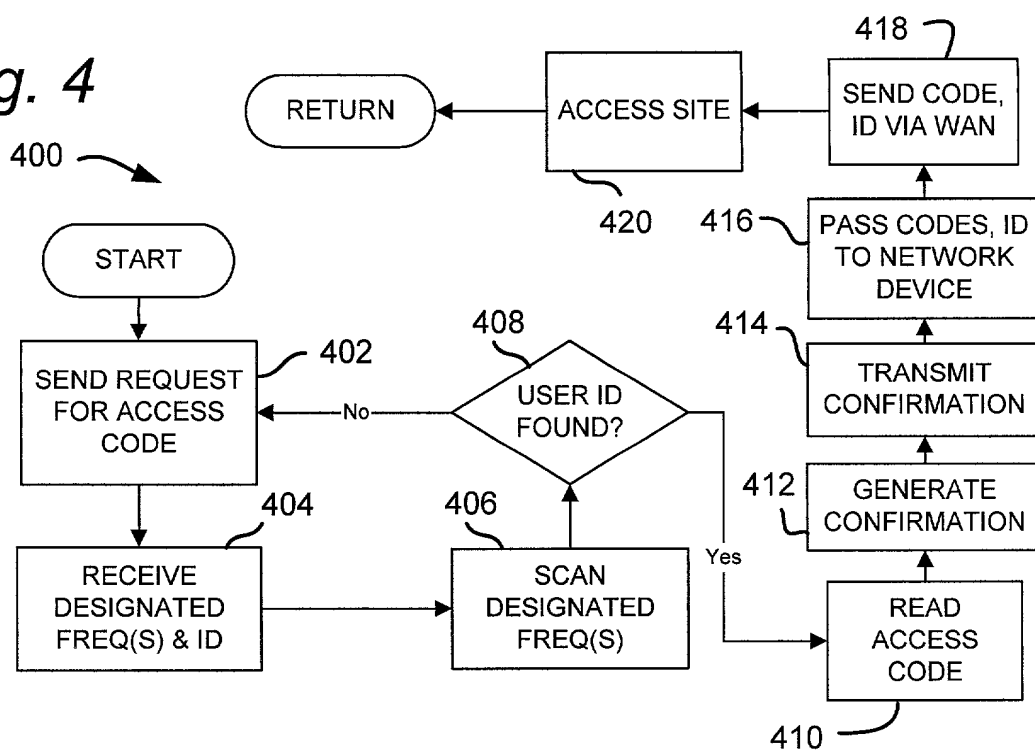 g. 4
400
START
402
SEND REQUEST
FOR ACCESS
CODE
404
RECEIVE
DESIGNATED
FREQ(S) & ID
406
SCAN
DESIGNATED
FREQ(S)
408
USER ID
FOUND?
No
Yes
410
READ
ACCESS
CODE
412
GENERATE
CONFIRMATION
414
TRANSMIT
CONFIRMATION
416
PASS CODES, ID
TO NETWORK
DEVICE
418
SEND CODE,
ID VIA WAN
420
ACCESS SITE
RETURN